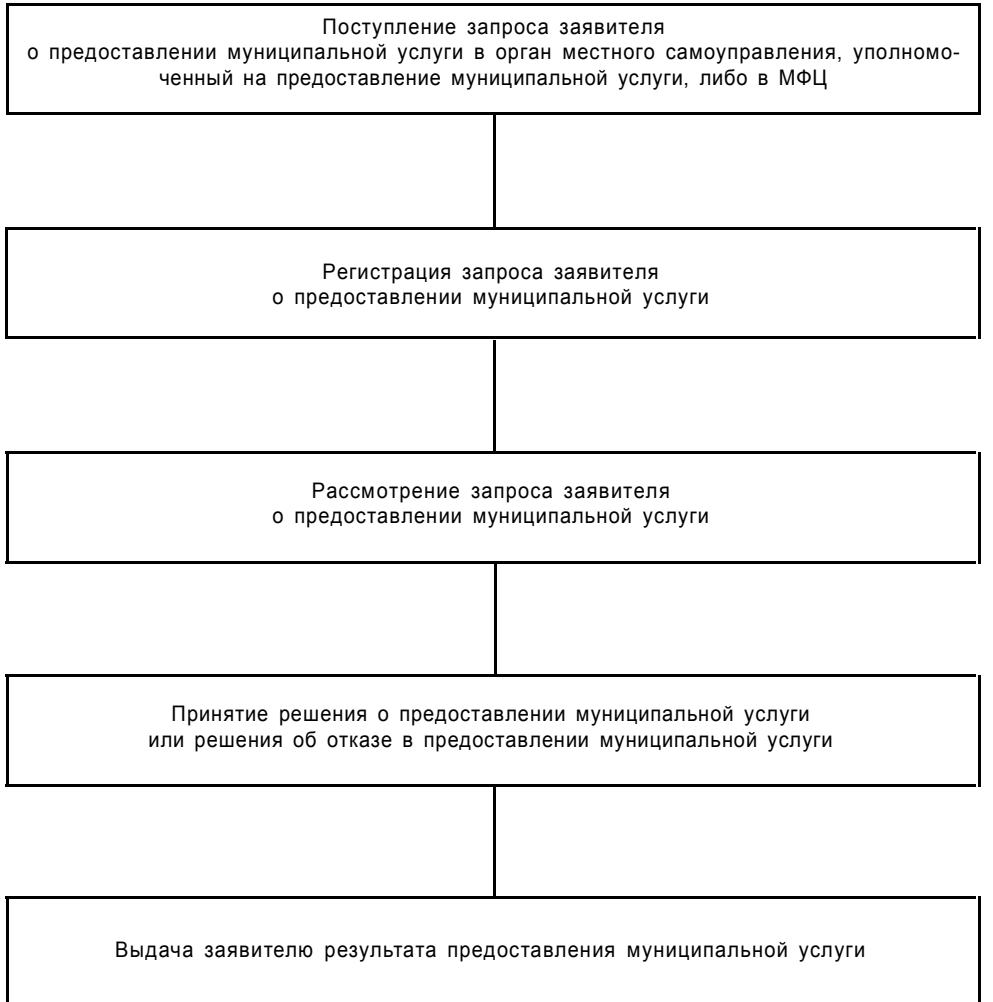 Поступление запроса заявителя
о предоставлении муниципальной услуги в орган местного самоуправления, уполномо-
ченный на предоставление муниципальной услуги, либо в МФЦ
Регистрация запроса заявителя
о предоставлении муниципальной услуги
Рассмотрение запроса заявителя
о предоставлении муниципальной услуги
Принятие решения о предоставлении муниципальной услуги
или решения об отказе в предоставлении муниципальной услуги
Выдача заявителю результата предоставления муниципальной услуги